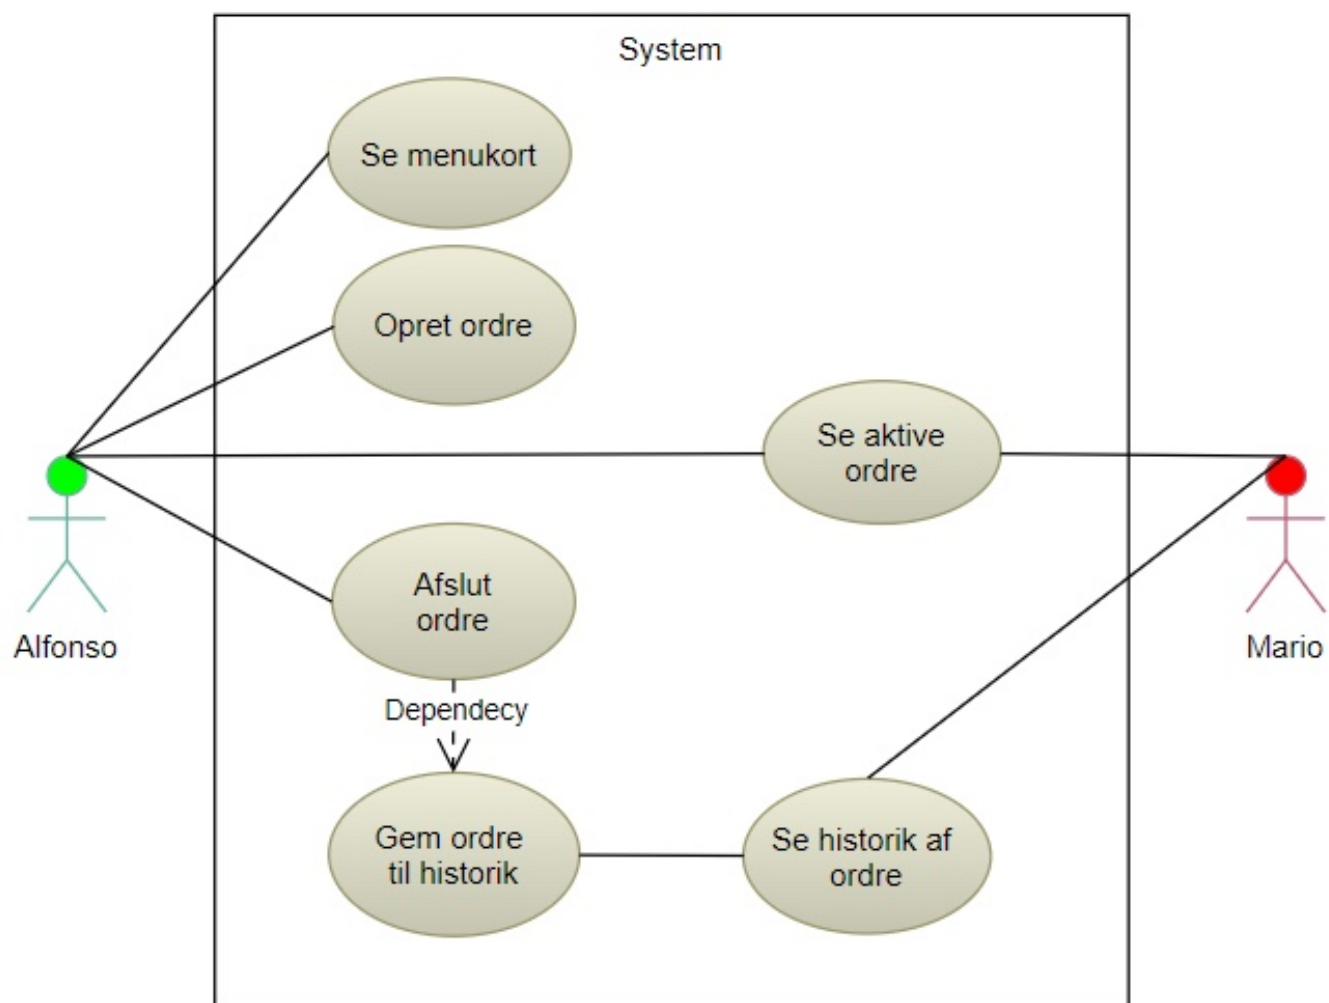 System
Se menukort
Opret ordre
Se aktive
ordre
Afslut
ordre
Alfonso
Mario
Dependecy
Gem ordre
til historik
Se historik af
ordre